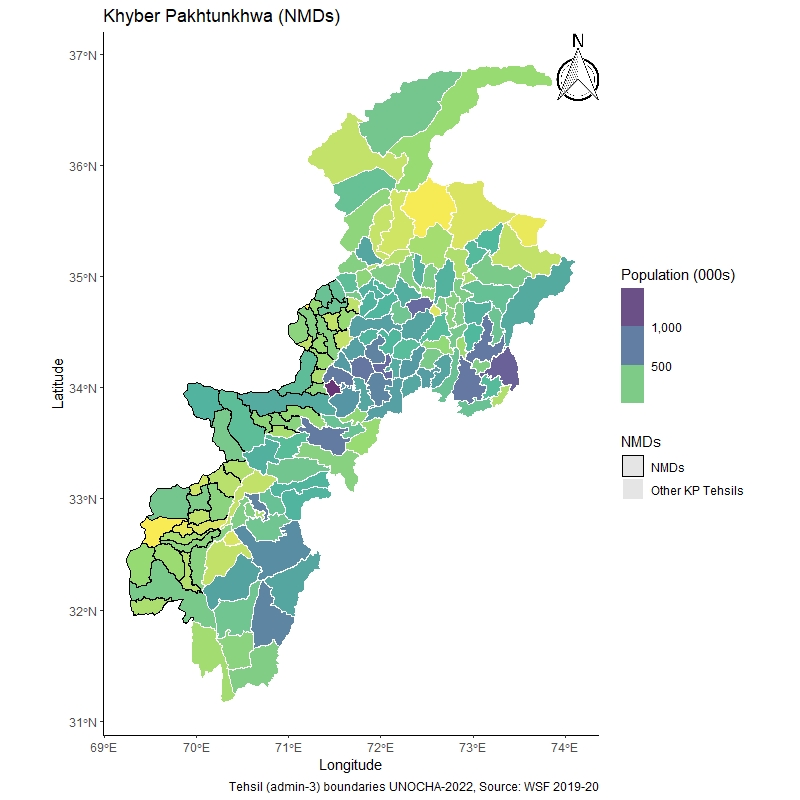 Khyber Pakhtunkhwa (NMDs)
N
37°N
36°N
35°N
34°N
33°N
32°N
31°N
Latitude
69°E
70°E
71°E
72°E
73°E
74°E
Longitude
Population (000s)
1,000
500
NMDs
NMDs
Other KP Tehsils
Tehsil (admin-3) boundaries UNOCHA-2022, Source: WSF 2019-20